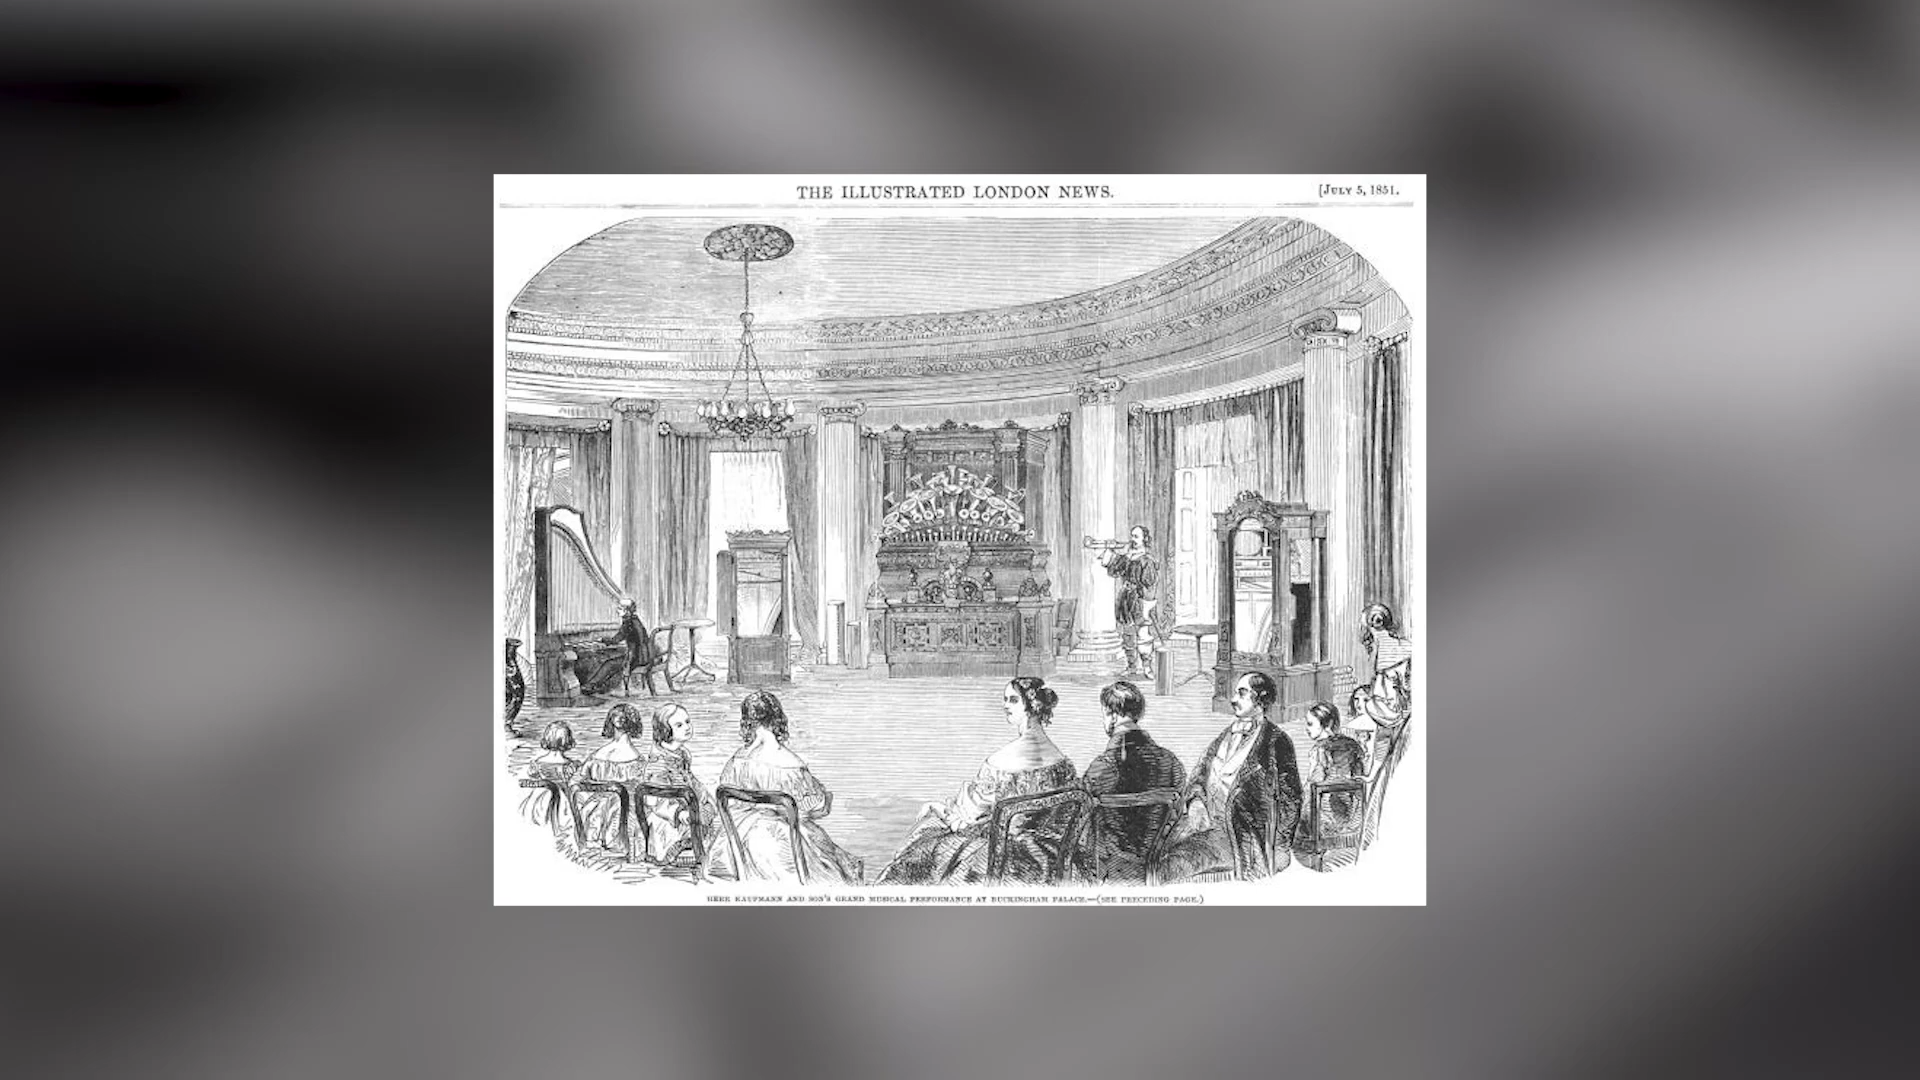 THE ILLUSTRATED LONDON NEWS.
[JULY 5, 1851.
HERR KAUFMANN AND SON'S GRAND MUSICAL PERFORMANCE AT BUCKINGHAM PALACE.—(SEE PRECEDING PAGE.)